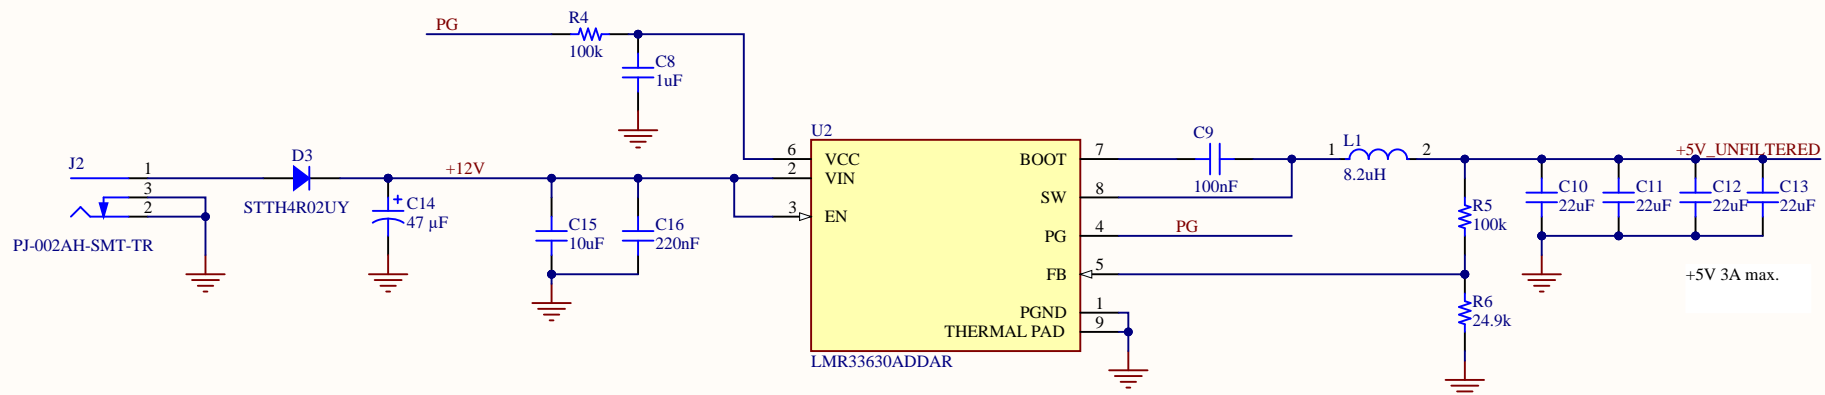 PG
R4
100k
C8
1uF
J2
1
3
2
PJ-002AH-SMT-TR
D3
STTH4R02UY
+12V
C14
47 µF
C15
10uF
C16
220nF
U2
6 VCC
2 VIN
3 EN
BOOT 7
SW 8
PG 4
FB 5
PGND 1
THERMAL PAD 9
LMR33630ADDAR
C9
100nF
PG
L1
1 2
8.2uH
R5
100k
R6
24.9k
+5V_UNFILTERED
C10
22uF
C11
22uF
C12
22uF
C13
22uF
+5V 3A max.
+